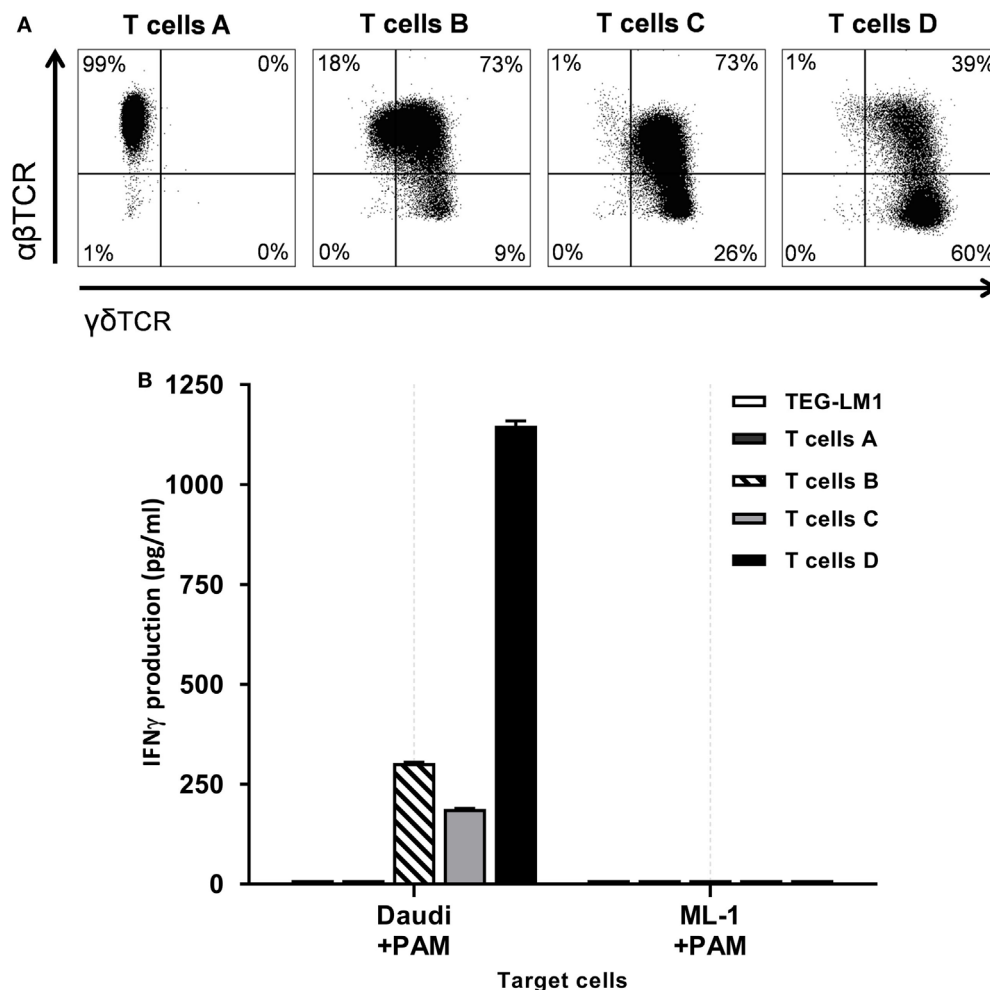 A
T cells A
T cells B
T cells C
T cells D
99%
0%
18%
73%
1%
73%
1%
39%
1%
0%
0%
9%
0%
26%
0%
60%
αβTCR
γδTCR
B
1250
1000
750
500
250
0
IFNγ production (pg/ml)
TEG-LM1
T cells A
T cells B
T cells C
T cells D
Daudi
+PAM
ML-1
+PAM
Target cells